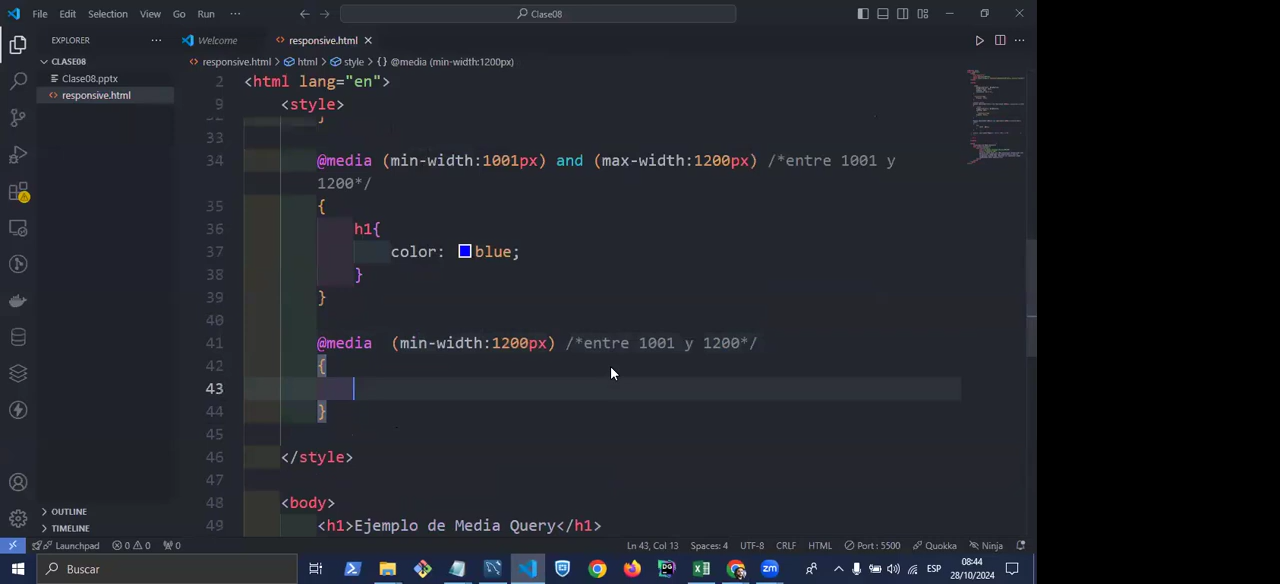 File Edit Selection View Go Run ··· Clase08
EXPLORER ··· Welcome responsive.html
CLASE08 responsive.html > html > style > {} @media (min-width:1200px)
Clase08.pptx
responsive.html
2 <html lang="en">
9 <style>
32 }
33
34 @media (min-width:1001px) and (max-width:1200px) /*entre 1001 y
1200*/
35 {
36 h1{
37 color: blue;
38 }
39 }
40
41 @media  (min-width:1200px) /*entre 1001 y 1200*/
42 {
43
44 }
45
46 </style>
47
48 <body>
49 <h1>Ejemplo de Media Query</h1>
OUTLINE
TIMELINE
Launchpad 0 0 0 Ln 43, Col 13 Spaces: 4 UTF-8 CRLF HTML Port : 5500 Quokka Ninja
Buscar ESP 08:44
28/10/2024